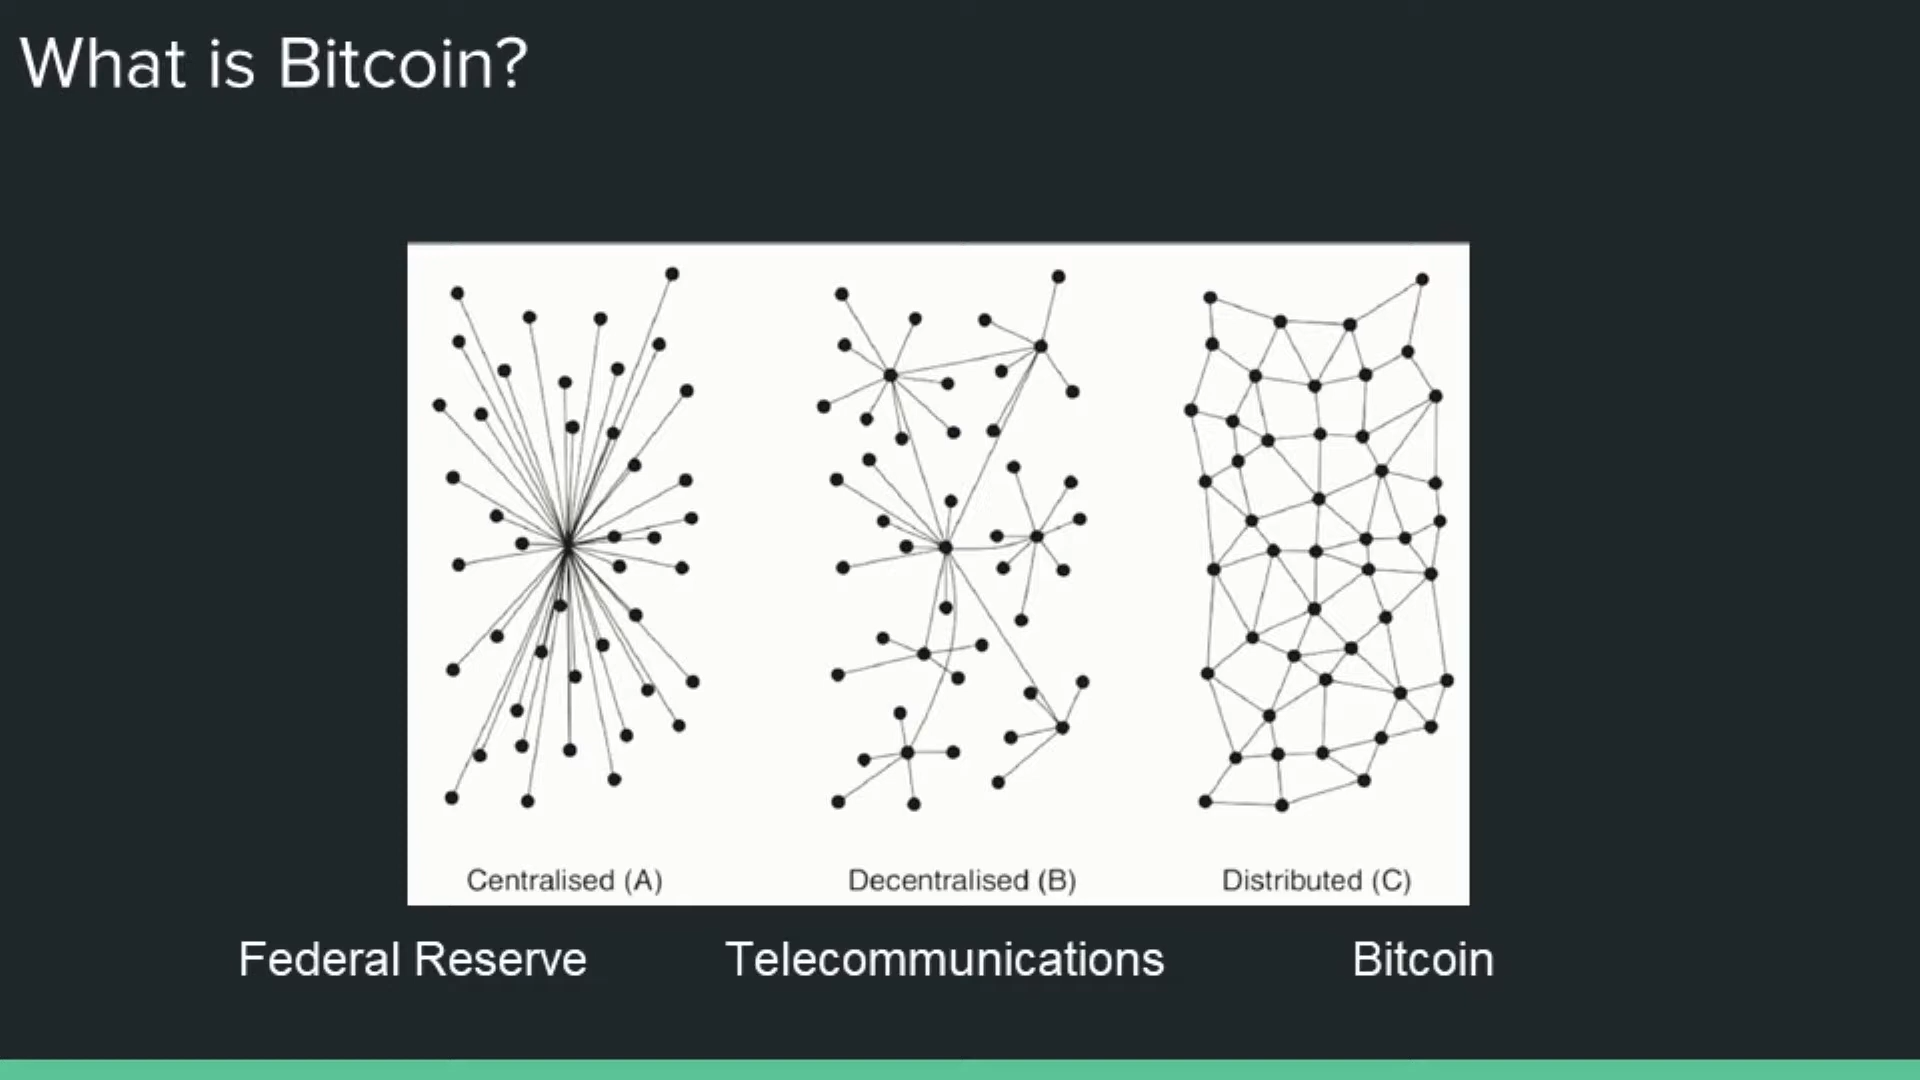 What is Bitcoin?
Centralised (A)
Decentralised (B)
Distributed (C)
Federal Reserve
Telecommunications
Bitcoin